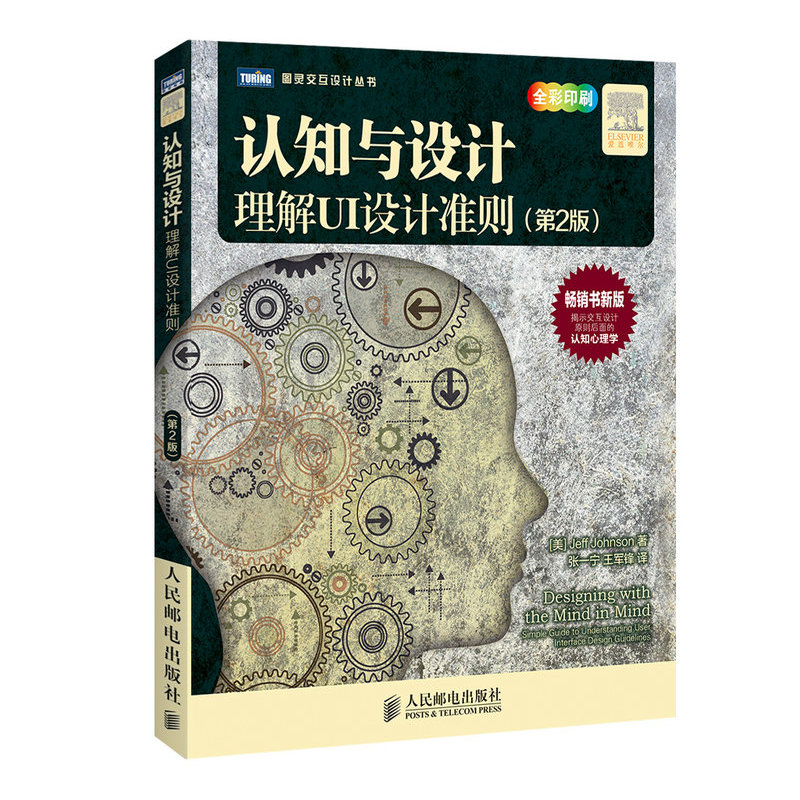 TURING 图灵交互设计丛书
全彩印刷
ELSEVIER
爱思唯尔
认知与设计
理解UI设计准则(第2版)
畅销书新版
揭示交互设计
原则后面的
认知心理学
[美] Jeff Johnson 著
张一宁 王军锋 译
Designing with
the Mind in Mind
Simple Guide to Understanding User
Interface Design Guidelines
人民邮电出版社
POSTS & TELECOM PRESS
TURING
认知与设计 理解UI设计准则
(第2版)
人民邮电出版社